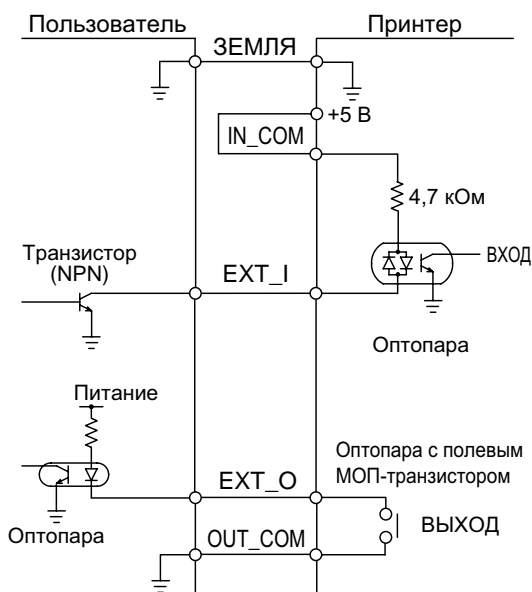 Пользователь
Принтер
ЗЕМЛЯ
+5 В
IN_COM
4,7 кОм
Транзистор
(NPN)
EXT_I
ВХОД
Оптопара
Питание
Оптопара с полевым
МОП-транзистором
EXT_O
ВЫХОД
Оптопара
OUT_COM